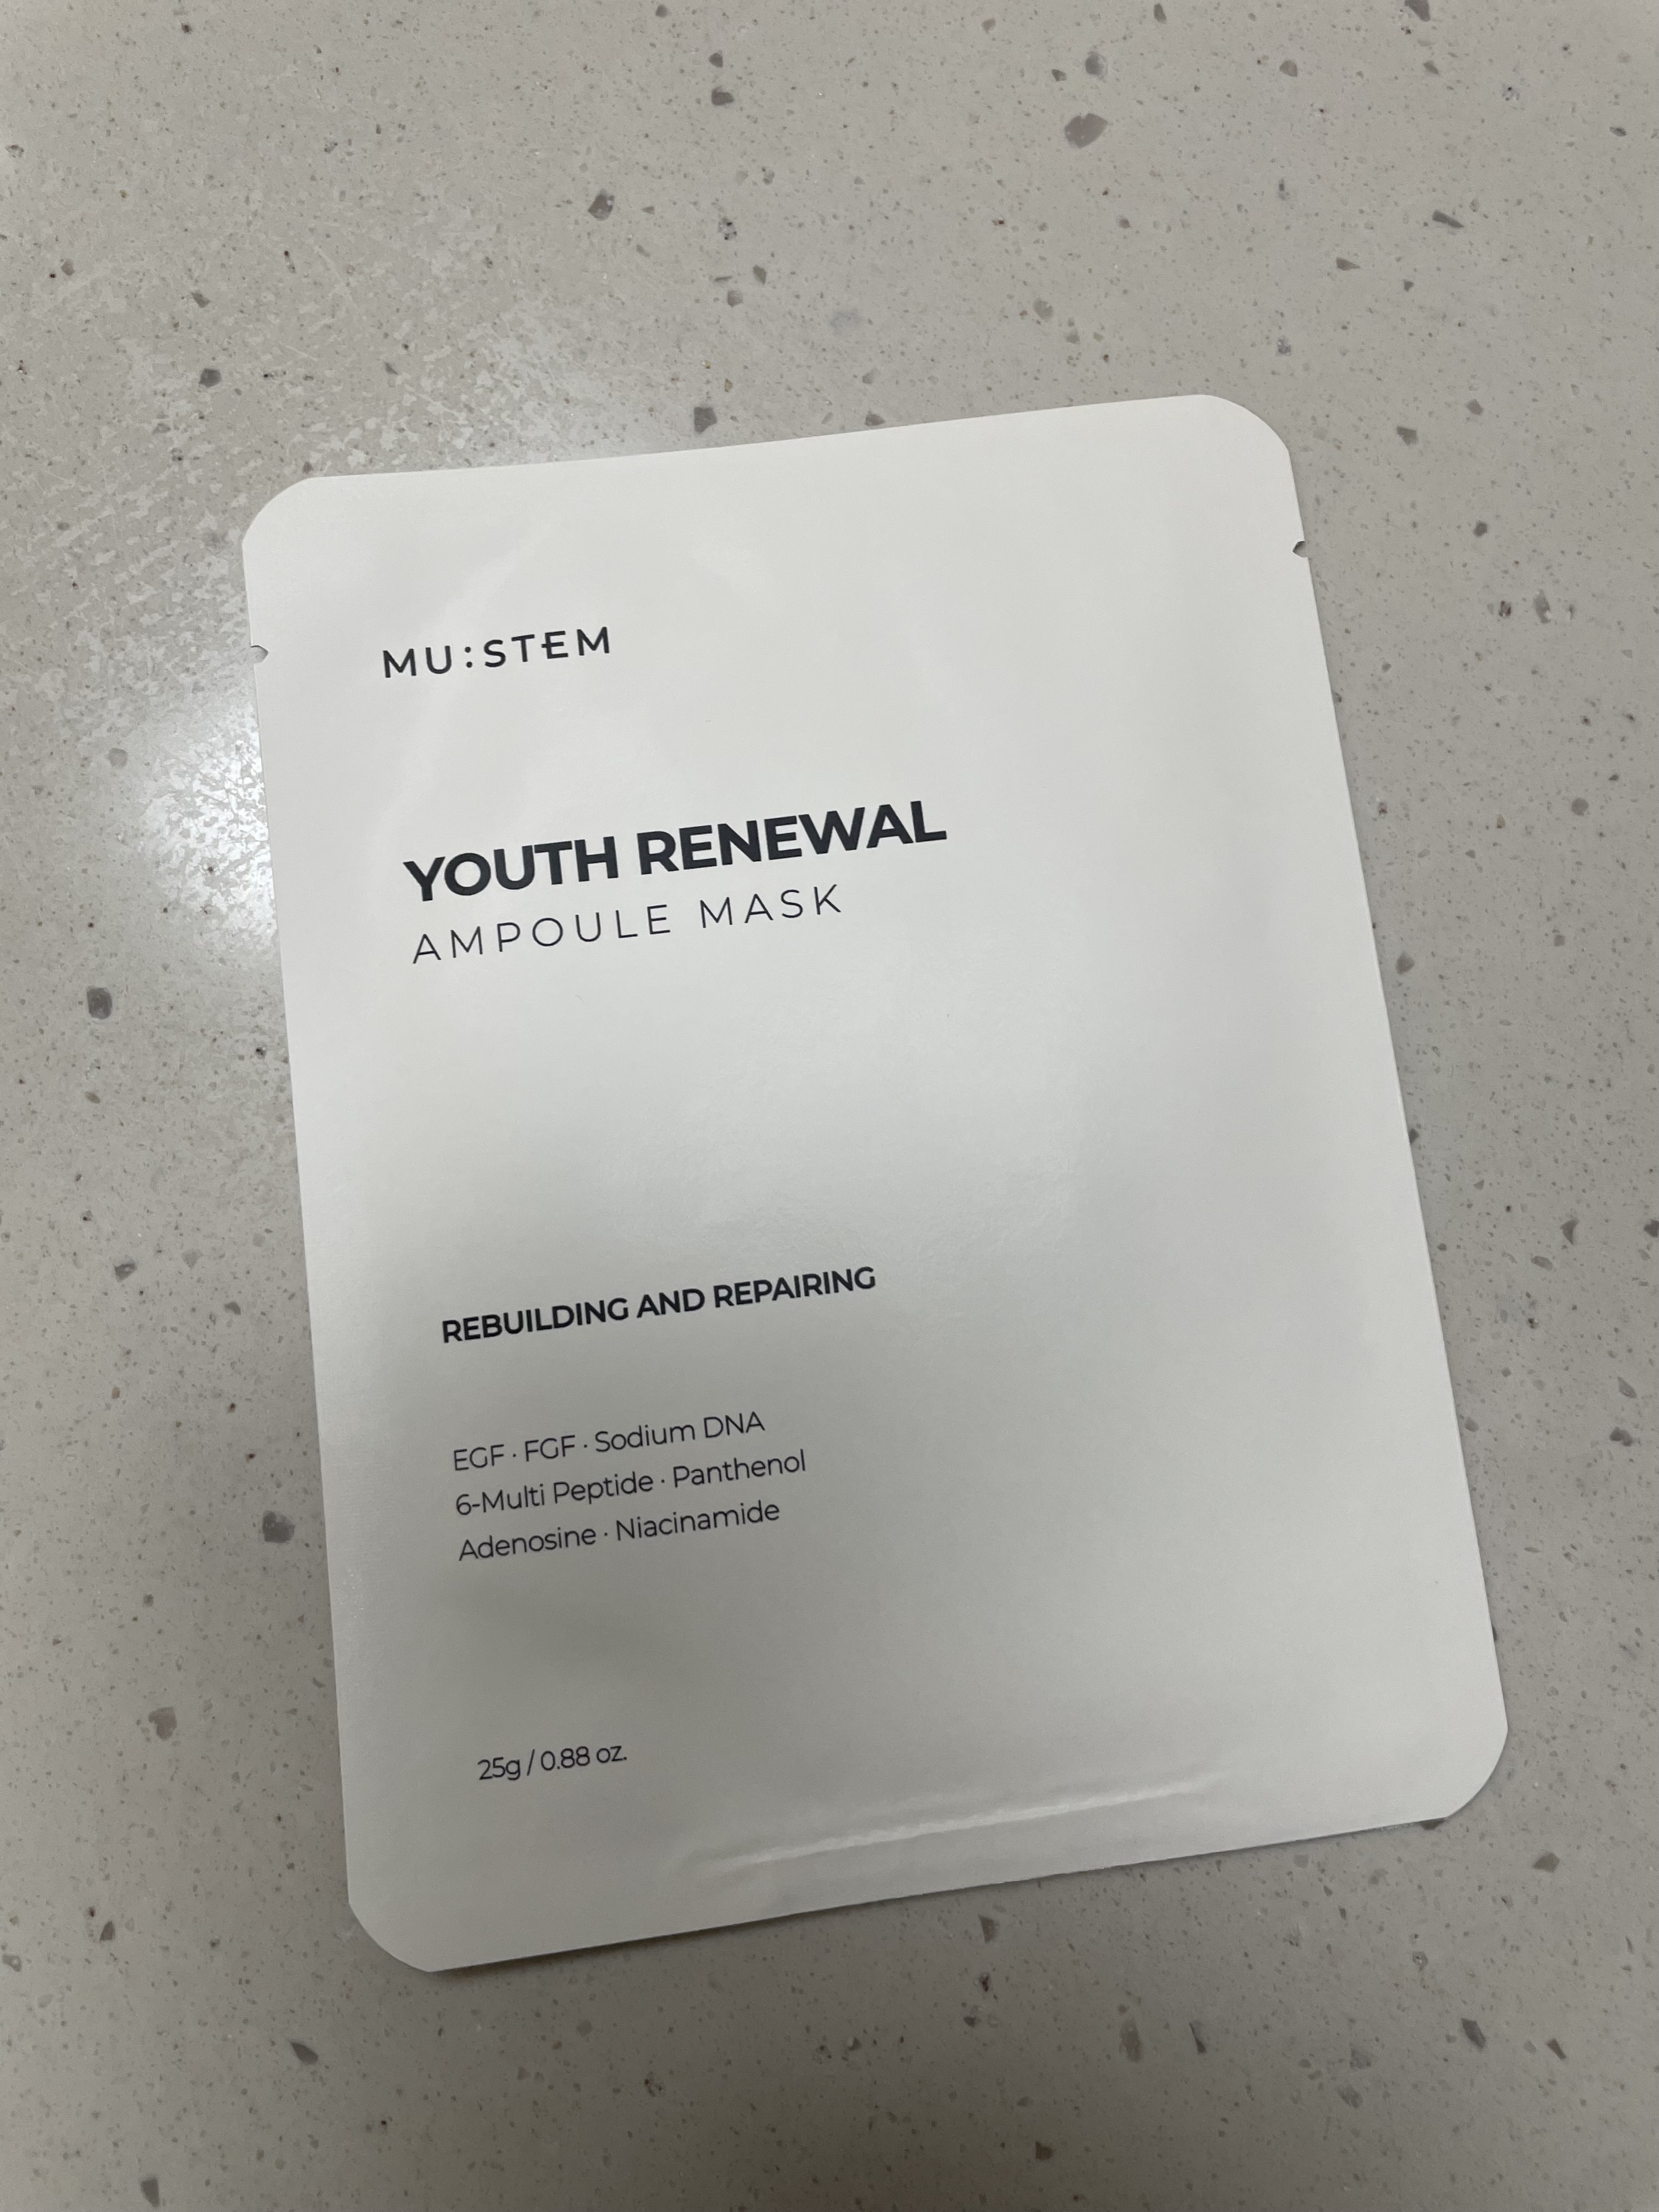 MU:STEM
YOUTH RENEWAL
AMPOULE MASK
REBUILDING AND REPAIRING
EGF · FGF · Sodium DNA
6-Multi Peptide · Panthenol
Adenosine · Niacinamide
25g / 0.88 oz.